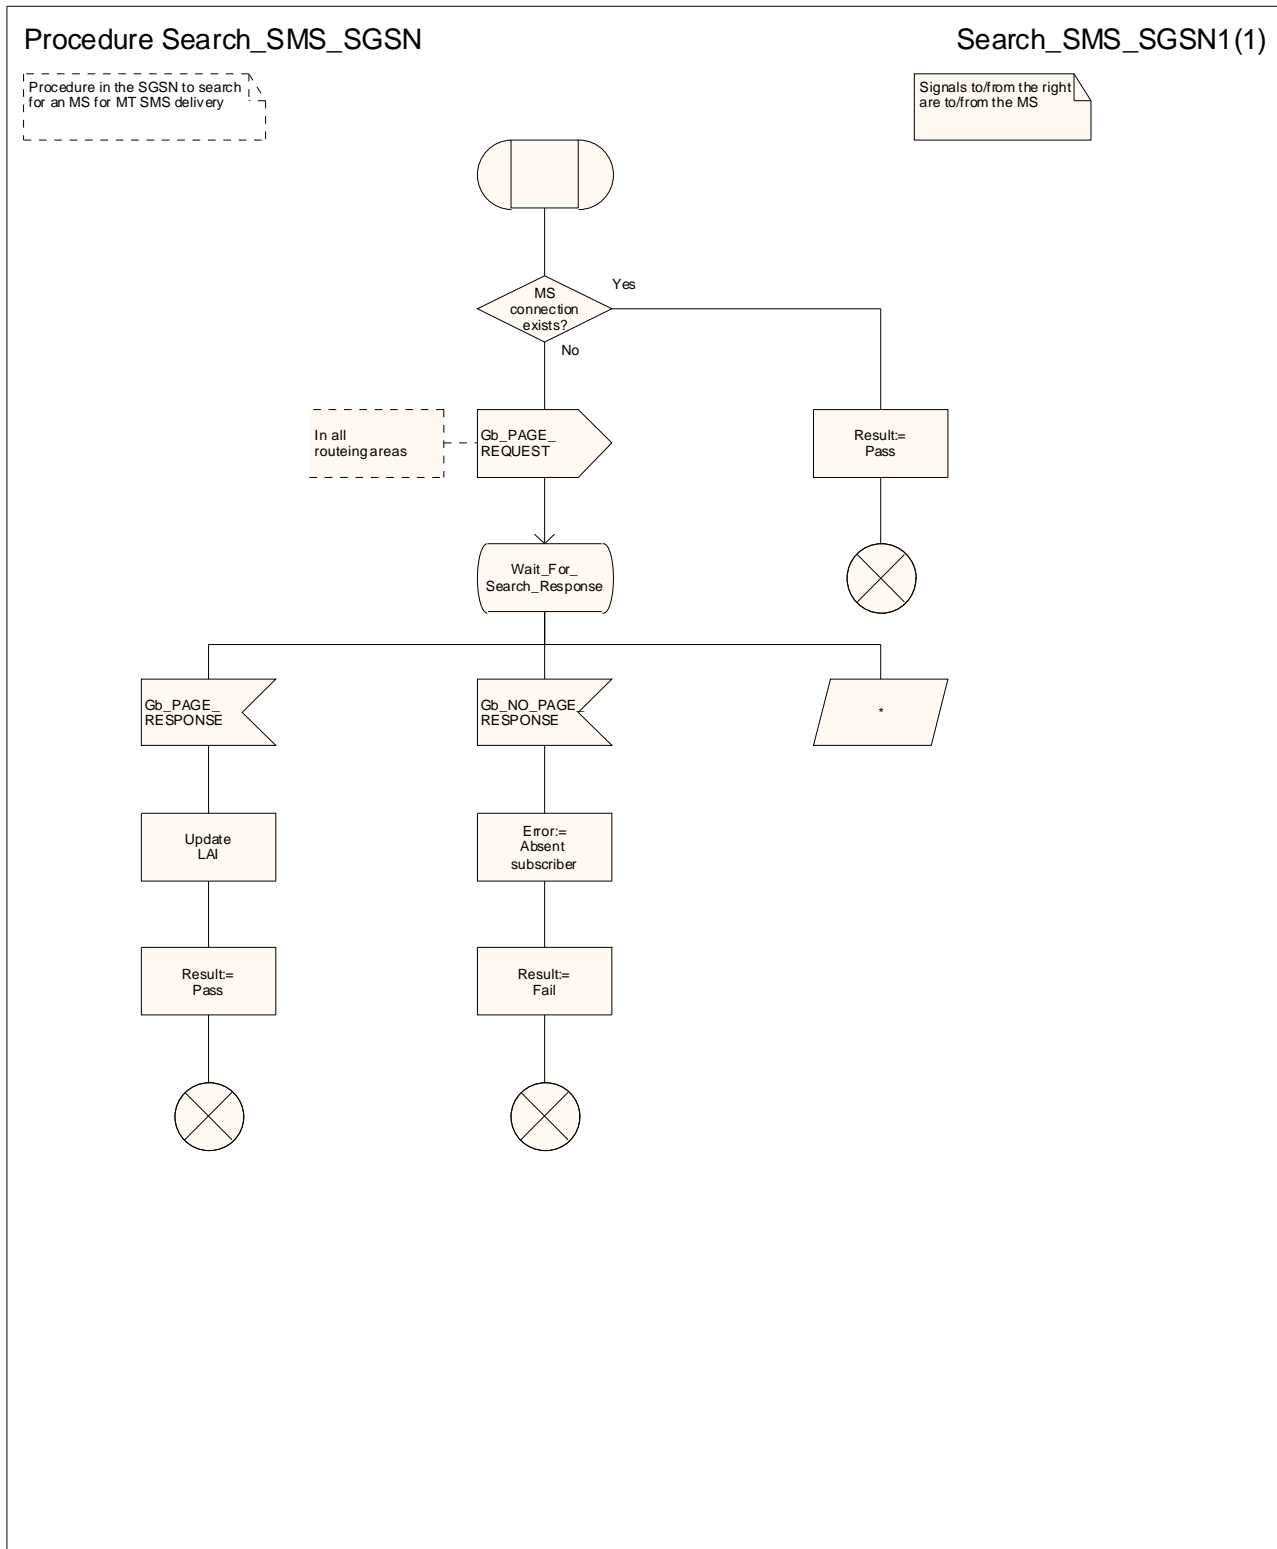 Procedure Search_SMS_SGSN
Search_SMS_SGSN1(1)
Procedure in the SGSN to search
for an MS for MT SMS delivery
Signals to/from the right
are to/from the MS
MS
connection
exists?
Yes
No
In all
routeing areas
Gb_PAGE_
REQUEST
Result:=
Pass
Wait_For_
Search_Response
Gb_PAGE_
RESPONSE
Gb_NO_PAGE_
RESPONSE
*
Update
LAI
Error:=
Absent
subscriber
Result:=
Pass
Result:=
Fail